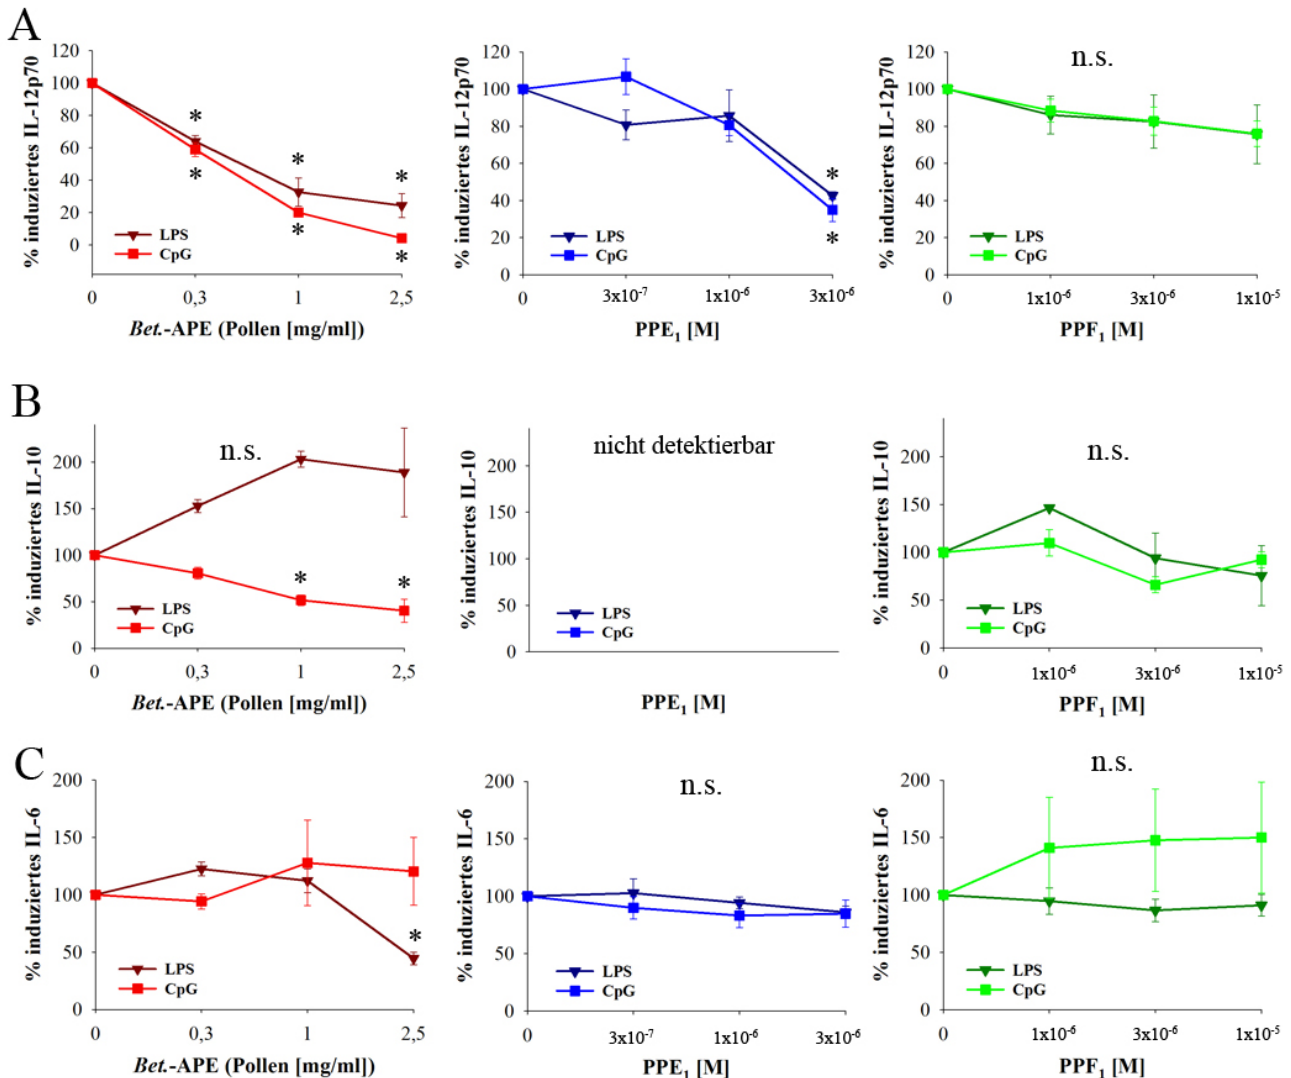 A
% induziertes IL-12p70
120
100
80
60
40
20
0
*
*
*
*
*
*
LPS
CpG
0 0,3 1 2,5
Bet.-APE (Pollen [mg/ml])
% induziertes IL-12p70
120
100
80
60
40
20
0
*
*
LPS
CpG
0 3x10⁻⁷ 1x10⁻⁶ 3x10⁻⁶
PPE₁ [M]
n.s.
% induziertes IL-12p70
120
100
80
60
40
20
0
LPS
CpG
0 1x10⁻⁶ 3x10⁻⁶ 1x10⁻⁵
PPF₁ [M]
B
n.s.
% induziertes IL-10
200
150
100
50
0
*
*
LPS
CpG
0 0,3 1 2,5
Bet.-APE (Pollen [mg/ml])
nicht detektierbar
% induziertes IL-10
200
150
100
50
0
LPS
CpG
PPE₁ [M]
n.s.
% induziertes IL-10
200
150
100
50
0
LPS
CpG
0 1x10⁻⁶ 3x10⁻⁶ 1x10⁻⁵
PPF₁ [M]
C
% induziertes IL-6
200
150
100
50
0
*
LPS
CpG
0 0,3 1 2,5
Bet.-APE (Pollen [mg/ml])
n.s.
% induziertes IL-6
200
150
100
50
0
LPS
CpG
0 3x10⁻⁷ 1x10⁻⁶ 3x10⁻⁶
PPE₁ [M]
n.s.
% induziertes IL-6
200
150
100
50
0
LPS
CpG
0 1x10⁻⁶ 3x10⁻⁶ 1x10⁻⁵
PPF₁ [M]